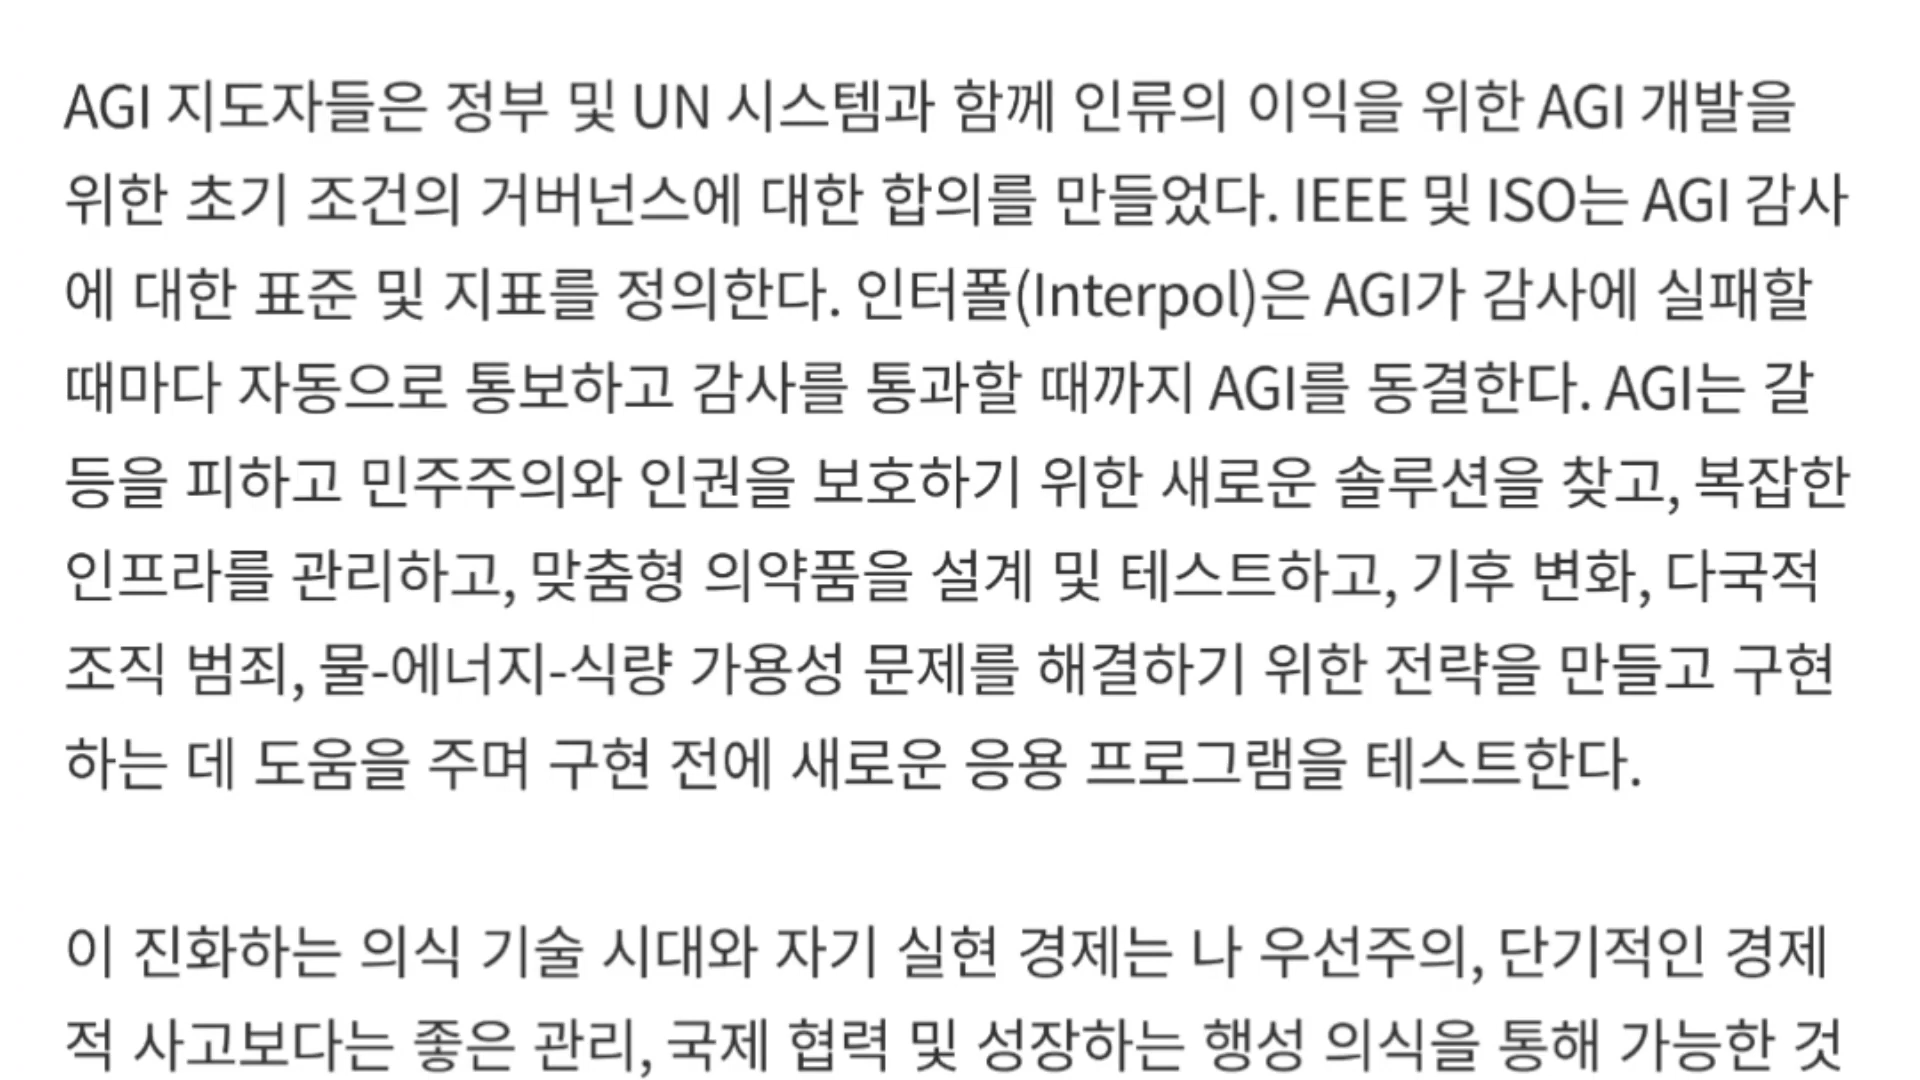 AGI 지도자들은 정부 및 UN 시스템과 함께 인류의 이익을 위한 AGI 개발을
위한 초기 조건의 거버넌스에 대한 합의를 만들었다. IEEE 및 ISO는 AGI 감사
에 대한 표준 및 지표를 정의한다. 인터폴(Interpol)은 AGI가 감사에 실패할
때마다 자동으로 통보하고 감사를 통과할 때까지 AGI를 동결한다. AGI는 갈
등을 피하고 민주주의와 인권을 보호하기 위한 새로운 솔루션을 찾고, 복잡한
인프라를 관리하고, 맞춤형 의약품을 설계 및 테스트하고, 기후 변화, 다국적
조직 범죄, 물-에너지-식량 가용성 문제를 해결하기 위한 전략을 만들고 구현
하는 데 도움을 주며 구현 전에 새로운 응용 프로그램을 테스트한다.
이 진화하는 의식 기술 시대와 자기 실현 경제는 나 우선주의, 단기적인 경제
적 사고보다는 좋은 관리, 국제 협력 및 성장하는 행성 의식을 통해 가능한 것